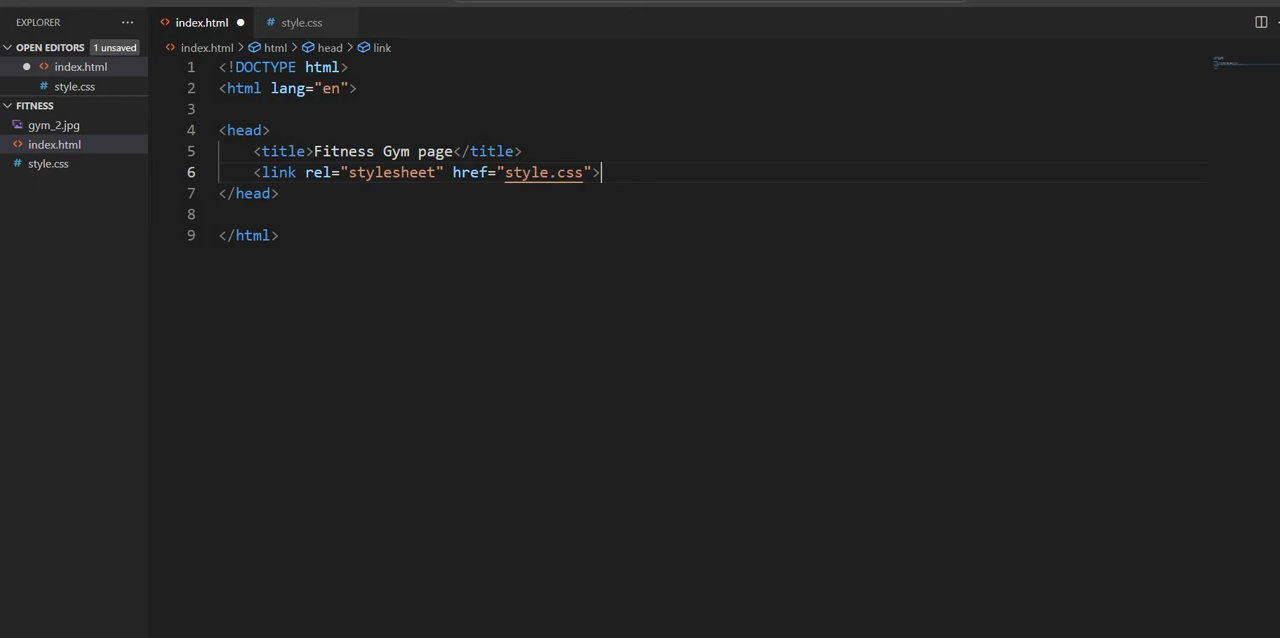 EXPLORER ...
OPEN EDITORS 1 unsaved
index.html
# style.css
FITNESS
gym_2.jpg
index.html
# style.css
index.html # style.css
index.html > html > head > link
1 <!DOCTYPE html>
2 <html lang="en">
3
4 <head>
5 <title>Fitness Gym page</title>
6 <link rel="stylesheet" href="style.css">
7 </head>
8
9 </html>